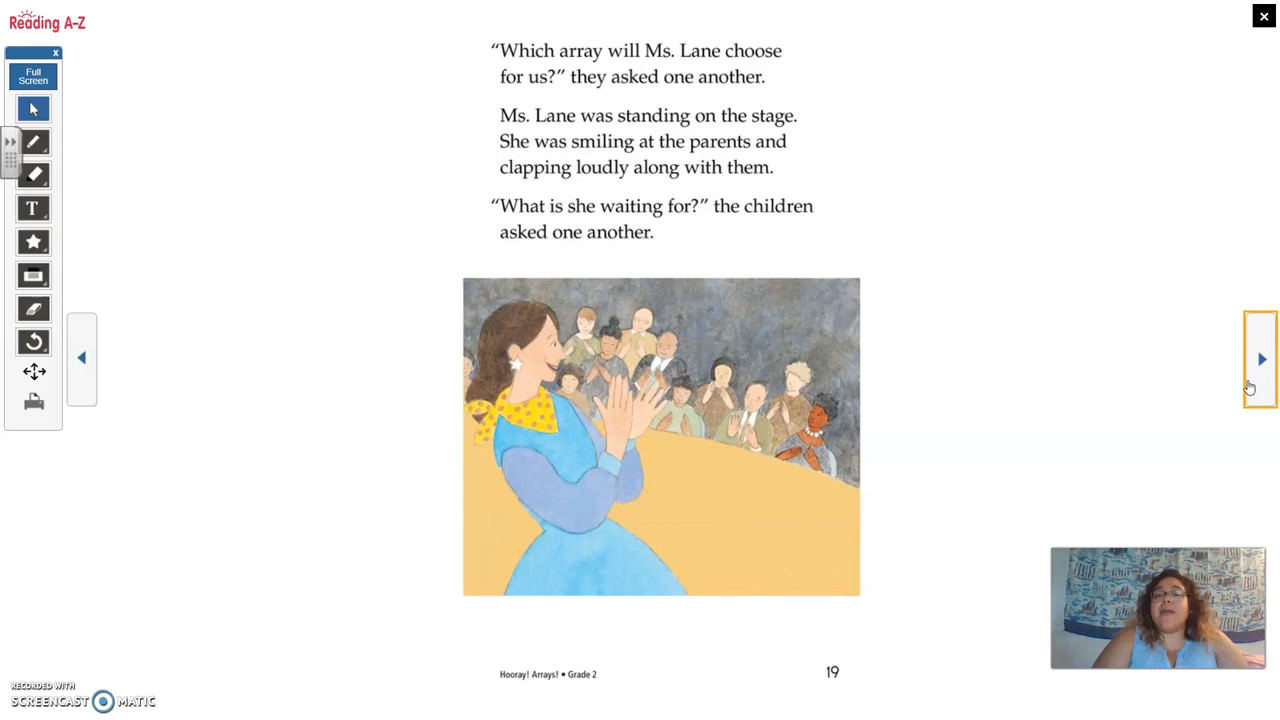 Reading A-Z
x
Full
Screen
T
"Which array will Ms. Lane choose
for us?" they asked one another.
Ms. Lane was standing on the stage.
She was smiling at the parents and
clapping loudly along with them.
"What is she waiting for?" the children
asked one another.
Hooray! Arrays! • Grade 2
19
RECORDED WITH
SCREENCAST MATIC